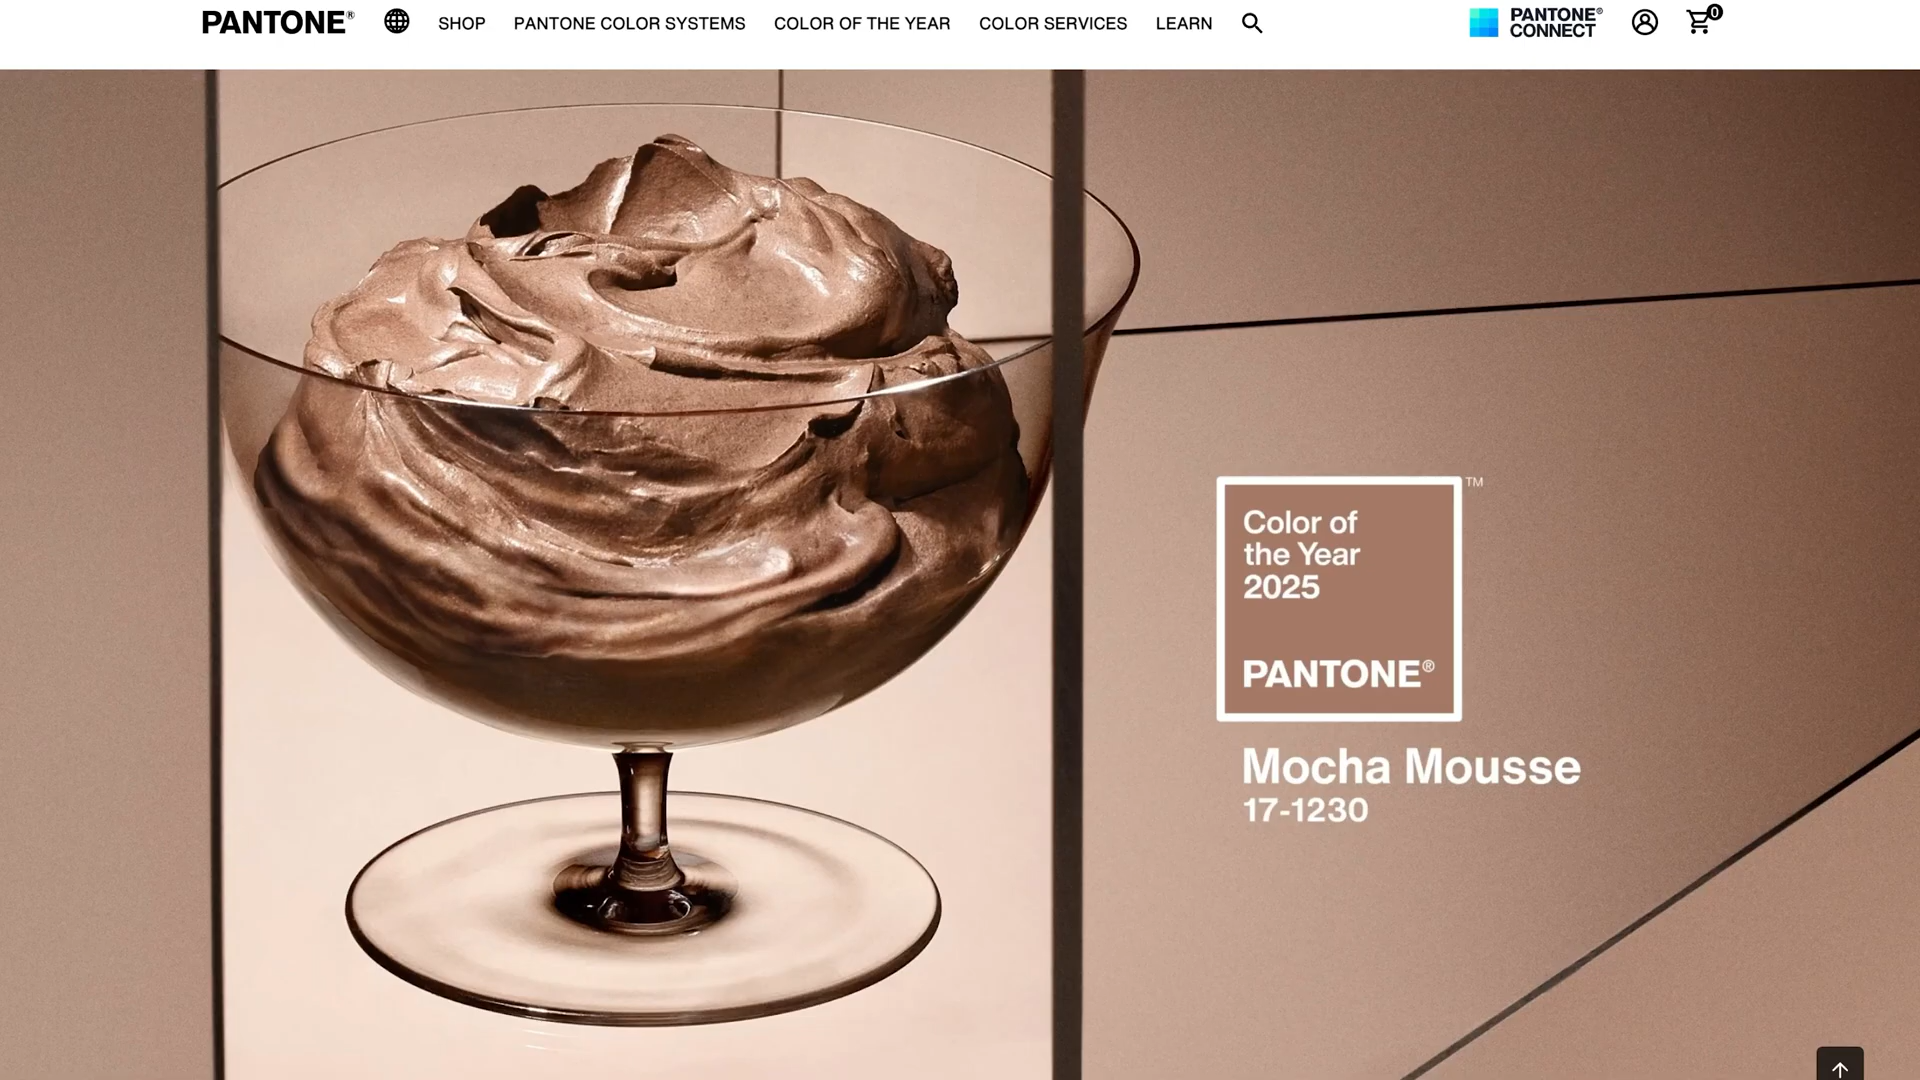 PANTONE®
SHOP
PANTONE COLOR SYSTEMS
COLOR OF THE YEAR
COLOR SERVICES
LEARN
PANTONE®
CONNECT
0
Color of
the Year
2025
PANTONE®
TM
Mocha Mousse
17-1230